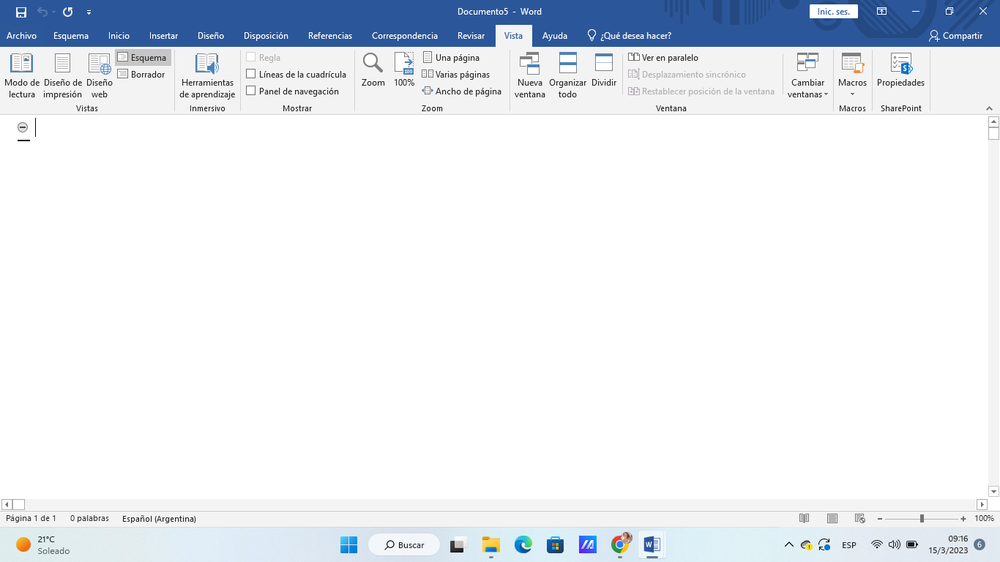 Documento5 - Word
Inic. ses.
Archivo Esquema Inicio Insertar Diseño Disposición Referencias Correspondencia Revisar Vista Ayuda ¿Qué desea hacer? Compartir
Modo de lectura
Diseño de impresión
Diseño web
Esquema
Borrador
Vistas
Herramientas de aprendizaje
Inmersivo
Regla
Líneas de la cuadrícula
Panel de navegación
Mostrar
Zoom
100
100%
Una página
Varias páginas
Ancho de página
Zoom
Nueva ventana
Organizar todo
Dividir
Ver en paralelo
Desplazamiento sincrónico
Restablecer posición de la ventana
Cambiar ventanas
Ventana
Macros
Macros
Propiedades
SharePoint
Página 1 de 1 0 palabras Español (Argentina) 100%
21°C
Soleado
Buscar
ESP
09:16
15/3/2023
6